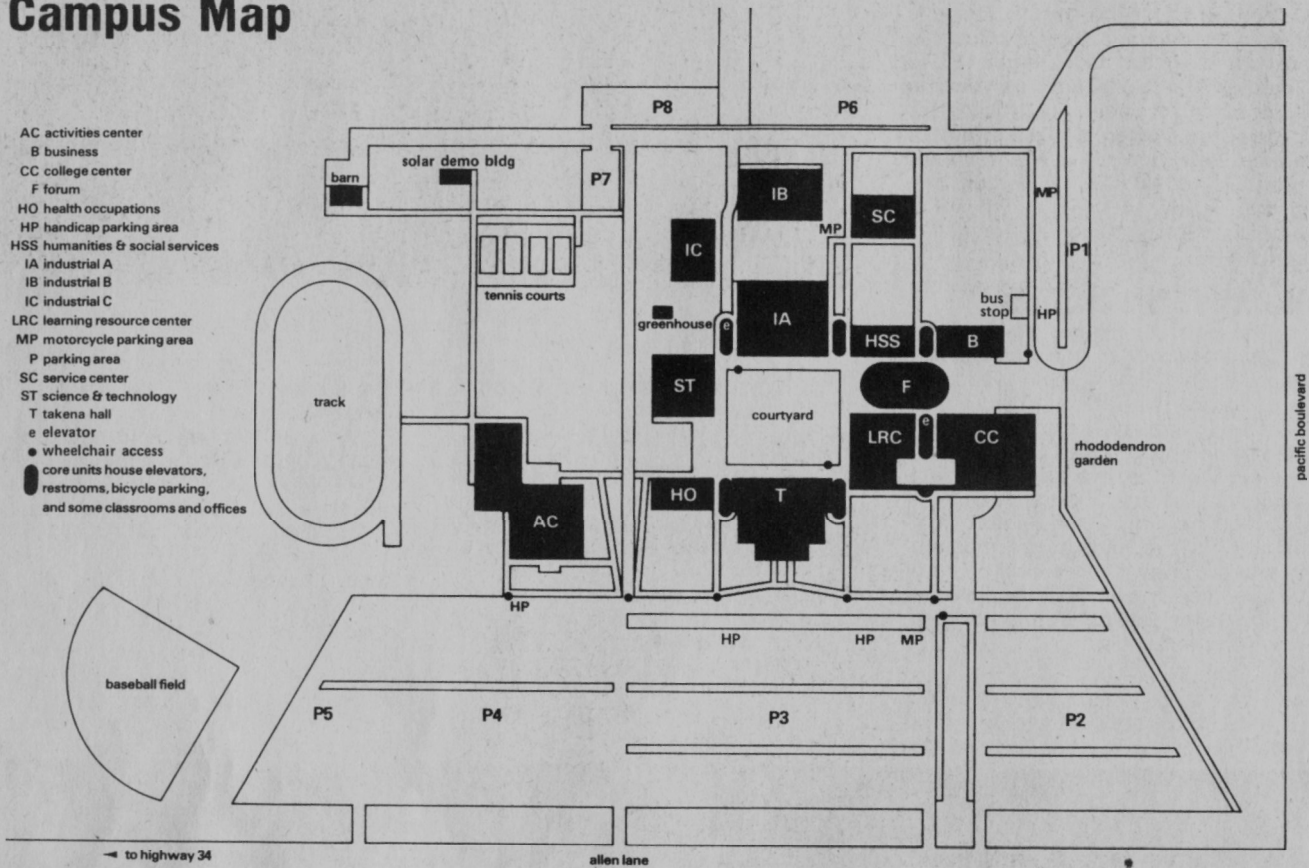 Campus Map
AC activities center
B business
CC college center
F forum
HO health occupations
HP handicap parking area
HSS humanities & social services
IA industrial A
IB industrial B
IC industrial C
LRC learning resource center
MP motorcycle parking area
P parking area
SC service center
ST science & technology
T takena hall
e elevator
● wheelchair access
core units house elevators,
restrooms, bicycle parking,
and some classrooms and offices
P8
P6
barn
solar demo bldg
P7
IB
MP
SC
MP
IC
P1
tennis courts
bus
stop
HP
greenhouse
e
IA
HSS
B
ST
F
track
courtyard
e
LRC
CC
rhododendron
garden
pacific boulevard
HO
T
AC
HP
HP
HP
MP
baseball field
P5
P4
P3
P2
◄ to highway 34
allen lane